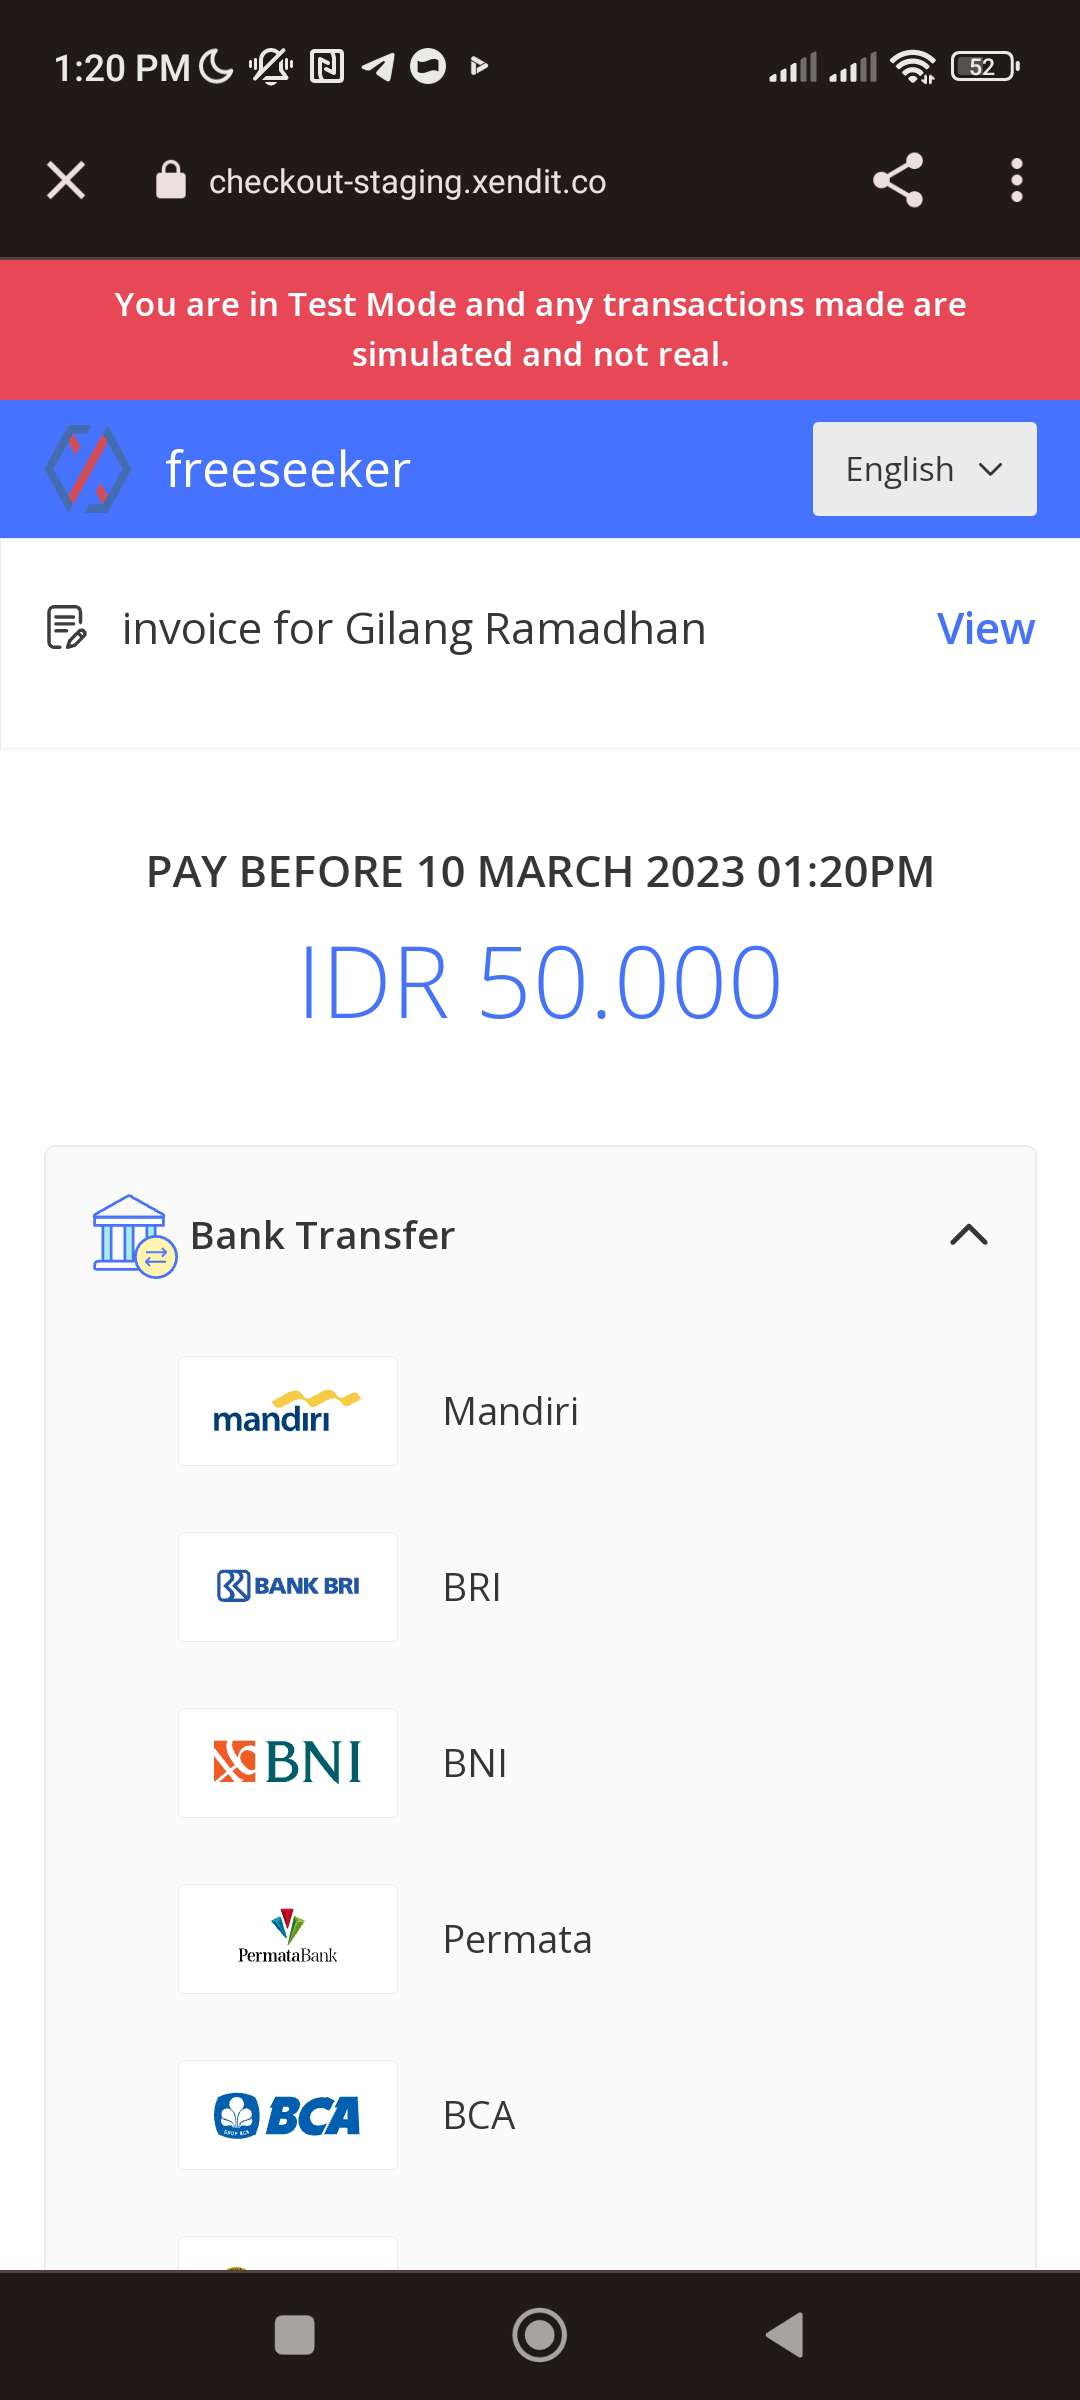 1:20 PM
52
checkout-staging.xendit.co
You are in Test Mode and any transactions made are
simulated and not real.
freeseeker
English
invoice for Gilang Ramadhan
View
PAY BEFORE 10 MARCH 2023 01:20PM
IDR 50.000
Bank Transfer
mandiri
Mandiri
BANK BRI
BRI
BNI
BNI
PermataBank
Permata
BCA
BCA